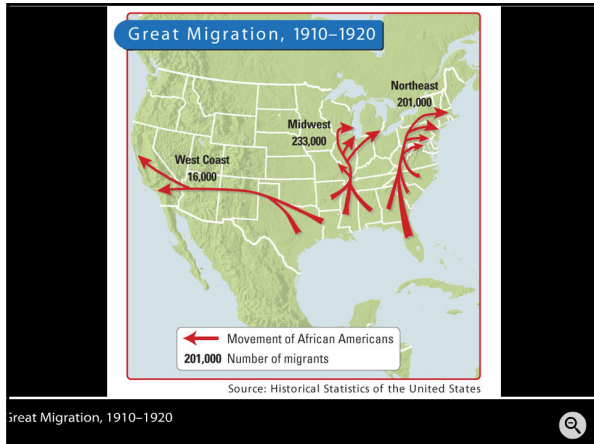 Great Migration, 1910–1920
Northeast
201,000
Midwest
233,000
West Coast
16,000
Movement of African Americans
201,000 Number of migrants
Source: Historical Statistics of the United States
Great Migration, 1910–1920